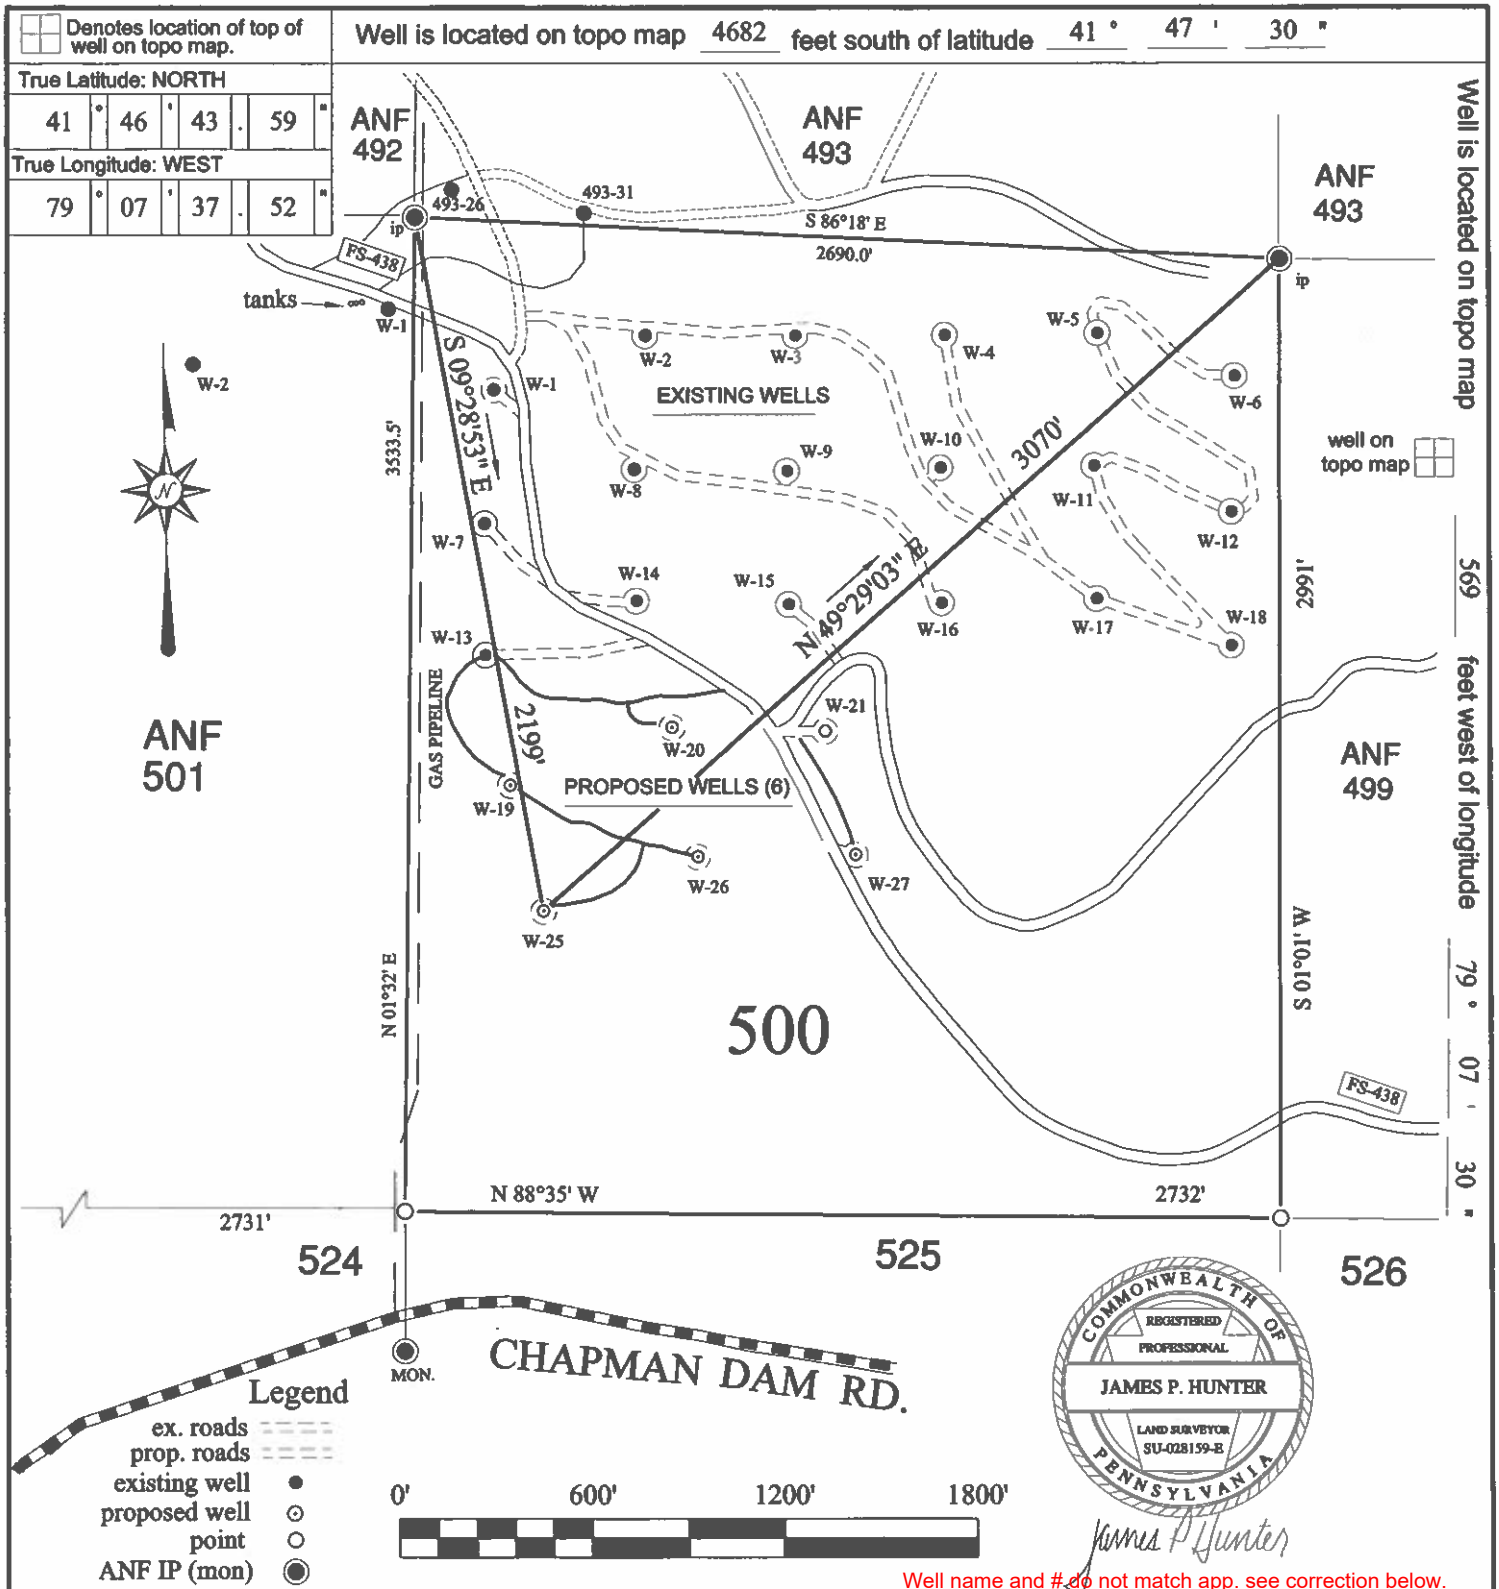 Denotes location of top of
well on topo map.
Well is located on topo map 4682 feet south of latitude 41 ° 47 ' 30 "
True Latitude: NORTH
41 ° 46 ' 43 . 59 "
True Longitude: WEST
79 ° 07 ' 37 . 52 "
ANF
492
ANF
493
ANF
493
Well is located on topo map 569 feet west of longitude 79 ° 07 ' 30 "
493-26
493-31
ip
S 86°18' E
2690.0'
ip
FS-438
tanks
W-1
W-2
W-1
W-2
W-3
W-4
W-5
W-6
EXISTING WELLS
S 09°28'53" E
3533.5'
3070'
well on
topo map
W-7
W-8
W-9
W-10
W-11
W-12
N 49°29'03" E
2691'
W-13
W-14
W-15
W-16
W-17
W-18
GAS PIPELINE
2199'
W-20
W-21
ANF
501
ANF
499
PROPOSED WELLS (6)
W-19
W-26
W-27
W-25
N 01°32' E
S 01°01' W
500
FS-438
N 88°35' W
2732'
2731'
524
525
526
CHAPMAN DAM RD.
MON.
Legend
ex. roads
prop. roads
existing well
proposed well
point
ANF IP (mon)
0' 600' 1200' 1800'
COMMONWEALTH OF
REGISTERED
PROFESSIONAL
JAMES P. HUNTER
LAND SURVEYOR
SU-028159-E
PENNSYLVANIA
James P Hunter
Well name and # do not match app. see correction below.
N